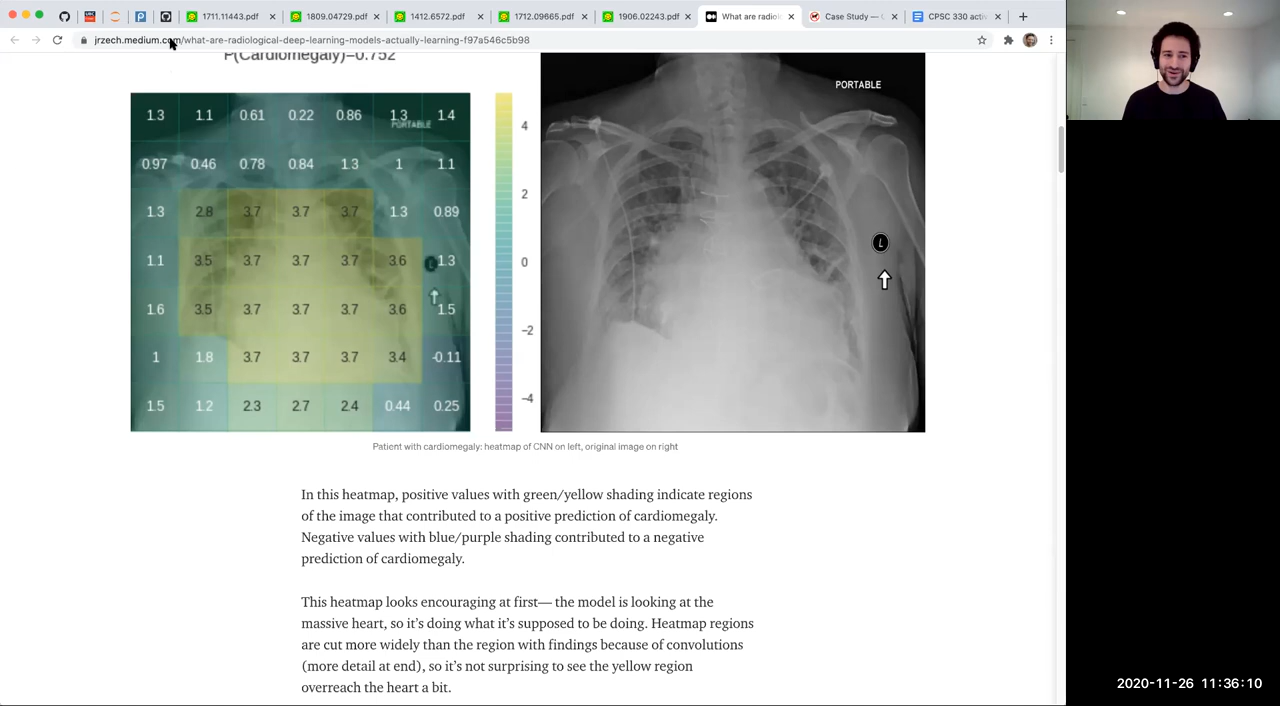 1711.11443.pdf
1809.04729.pdf
1412.6572.pdf
1712.09665.pdf
1906.02243.pdf
What are radiol
Case Study —
CPSC 330 acti
jrzech.medium.com/what-are-radiological-deep-learning-models-actually-learning-f97a546c5b98
P(Cardiomegaly)=0.752
1.3 1.1 0.61 0.22 0.86 1.3 1.4
PORTABLE
0.97 0.46 0.78 0.84 1.3 1 1.1
1.3 2.8 3.7 3.7 3.7 1.3 0.89
1.1 3.5 3.7 3.7 3.7 3.6 1.3
1.6 3.5 3.7 3.7 3.7 3.6 1.5
1 1.8 3.7 3.7 3.7 3.4 -0.11
1.5 1.2 2.3 2.7 2.4 0.44 0.25
4
2
0
−2
−4
PORTABLE
L
Patient with cardiomegaly: heatmap of CNN on left, original image on right
In this heatmap, positive values with green/yellow shading indicate regions
of the image that contributed to a positive prediction of cardiomegaly.
Negative values with blue/purple shading contributed to a negative
prediction of cardiomegaly.
This heatmap looks encouraging at first— the model is looking at the
massive heart, so it’s doing what it’s supposed to be doing. Heatmap regions
are cut more widely than the region with findings because of convolutions
(more detail at end), so it’s not surprising to see the yellow region
overreach the heart a bit.
2020-11-26 11:36:10